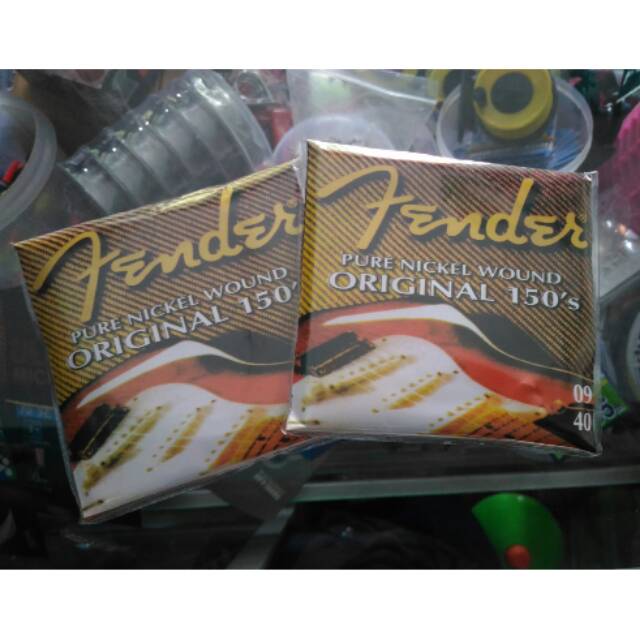 Fender
PURE NICKEL WOUND
ORIGINAL 150'
Fender
PURE NICKEL WOUND
ORIGINAL 150's
09
40